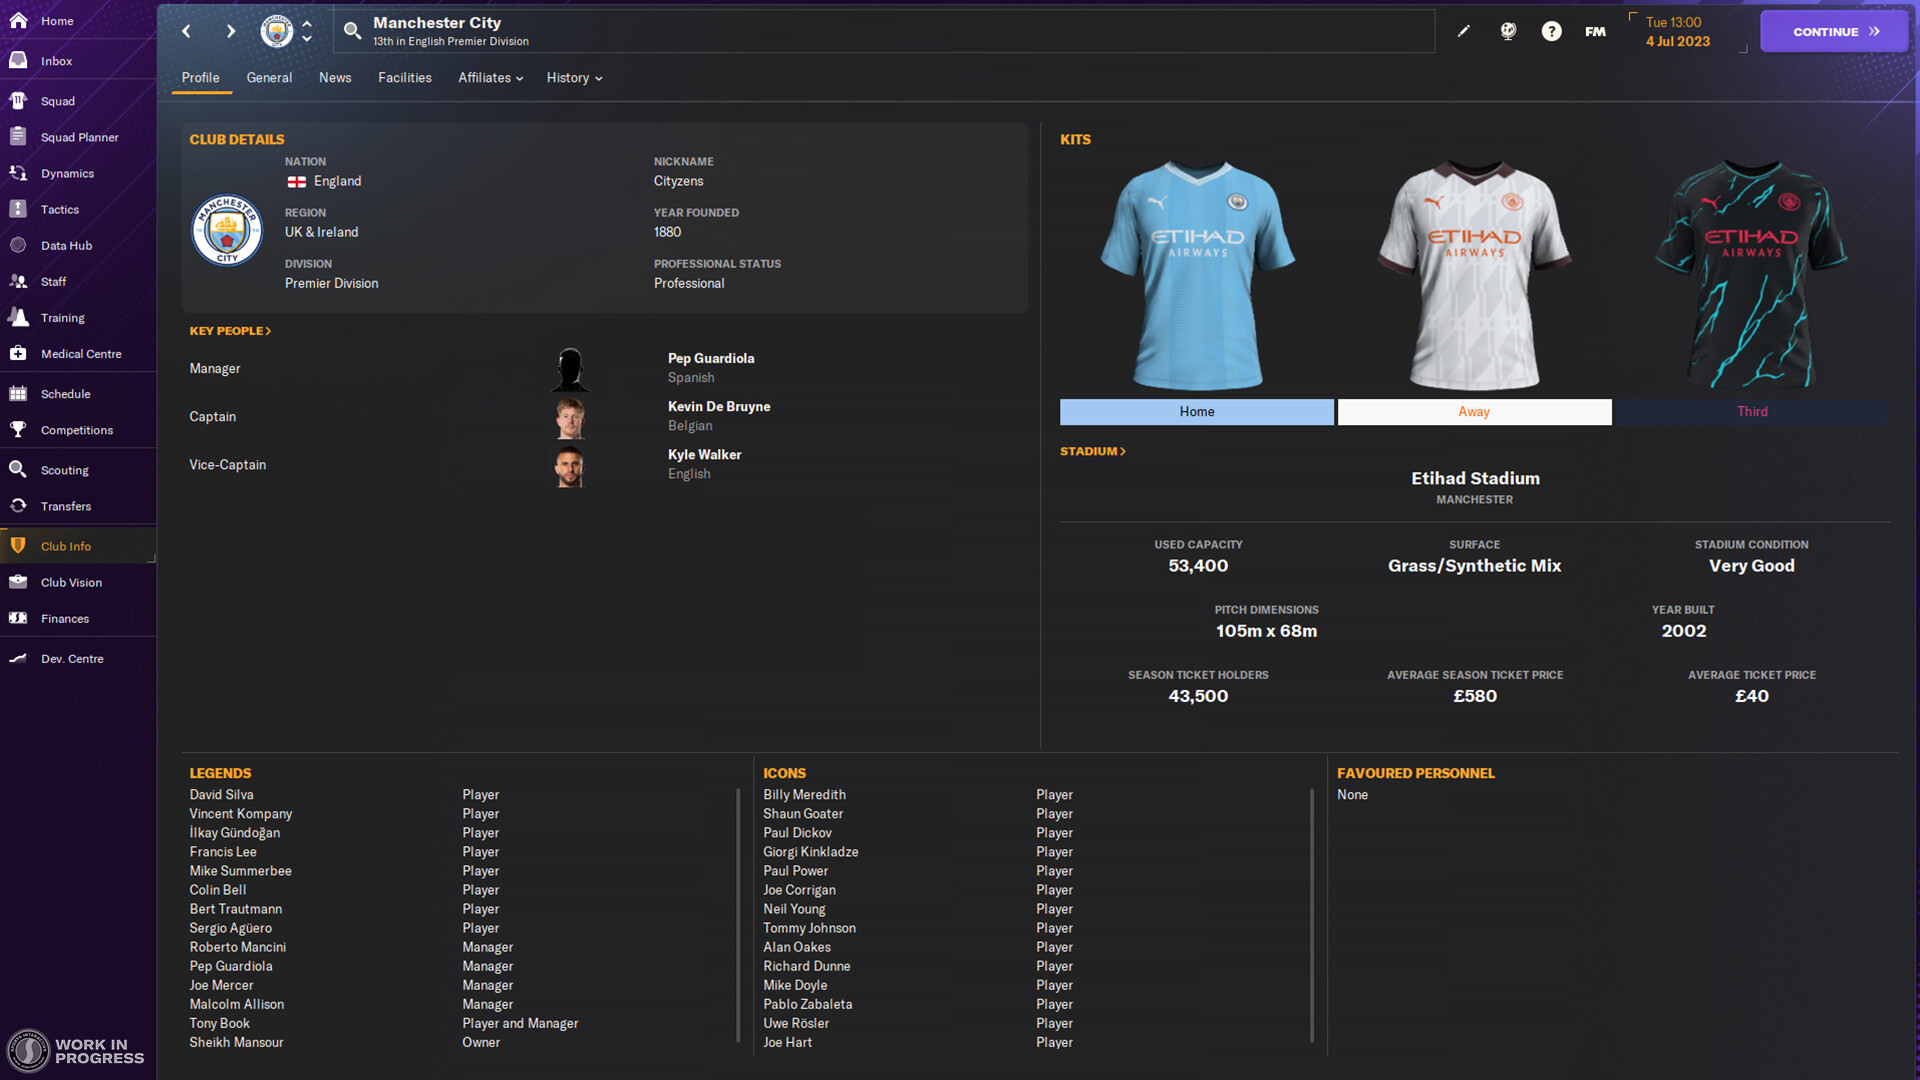 Home
Inbox
Squad
Squad Planner
Dynamics
Tactics
Data Hub
Staff
Training
Medical Centre
Schedule
Competitions
Scouting
Transfers
Club Info
Club Vision
Finances
Dev. Centre
WORK IN
PROGRESS
Manchester City
13th in English Premier Division
? FM
Tue 13:00
4 Jul 2023
CONTINUE
Profile General News Facilities Affiliates History
CLUB DETAILS
MANCHESTER
CITY
NATION
England
NICKNAME
Cityzens
REGION
UK & Ireland
YEAR FOUNDED
1880
DIVISION
Premier Division
PROFESSIONAL STATUS
Professional
KEY PEOPLE
Manager Pep Guardiola
Spanish
Captain Kevin De Bruyne
Belgian
Vice-Captain Kyle Walker
English
KITS
ETIHAD
AIRWAYS
ETIHAD
AIRWAYS
ETIHAD
AIRWAYS
Home Away Third
STADIUM
Etihad Stadium
MANCHESTER
USED CAPACITY
53,400
SURFACE
Grass/Synthetic Mix
STADIUM CONDITION
Very Good
PITCH DIMENSIONS
105m x 68m
YEAR BUILT
2002
SEASON TICKET HOLDERS
43,500
AVERAGE SEASON TICKET PRICE
£580
AVERAGE TICKET PRICE
£40
LEGENDS
David Silva Player
Vincent Kompany Player
İlkay Gündoğan Player
Francis Lee Player
Mike Summerbee Player
Colin Bell Player
Bert Trautmann Player
Sergio Agüero Player
Roberto Mancini Manager
Pep Guardiola Manager
Joe Mercer Manager
Malcolm Allison Manager
Tony Book Player and Manager
Sheikh Mansour Owner
ICONS
Billy Meredith Player
Shaun Goater Player
Paul Dickov Player
Giorgi Kinkladze Player
Paul Power Player
Joe Corrigan Player
Neil Young Player
Tommy Johnson Player
Alan Oakes Player
Richard Dunne Player
Mike Doyle Player
Pablo Zabaleta Player
Uwe Rösler Player
Joe Hart Player
FAVOURED PERSONNEL
None